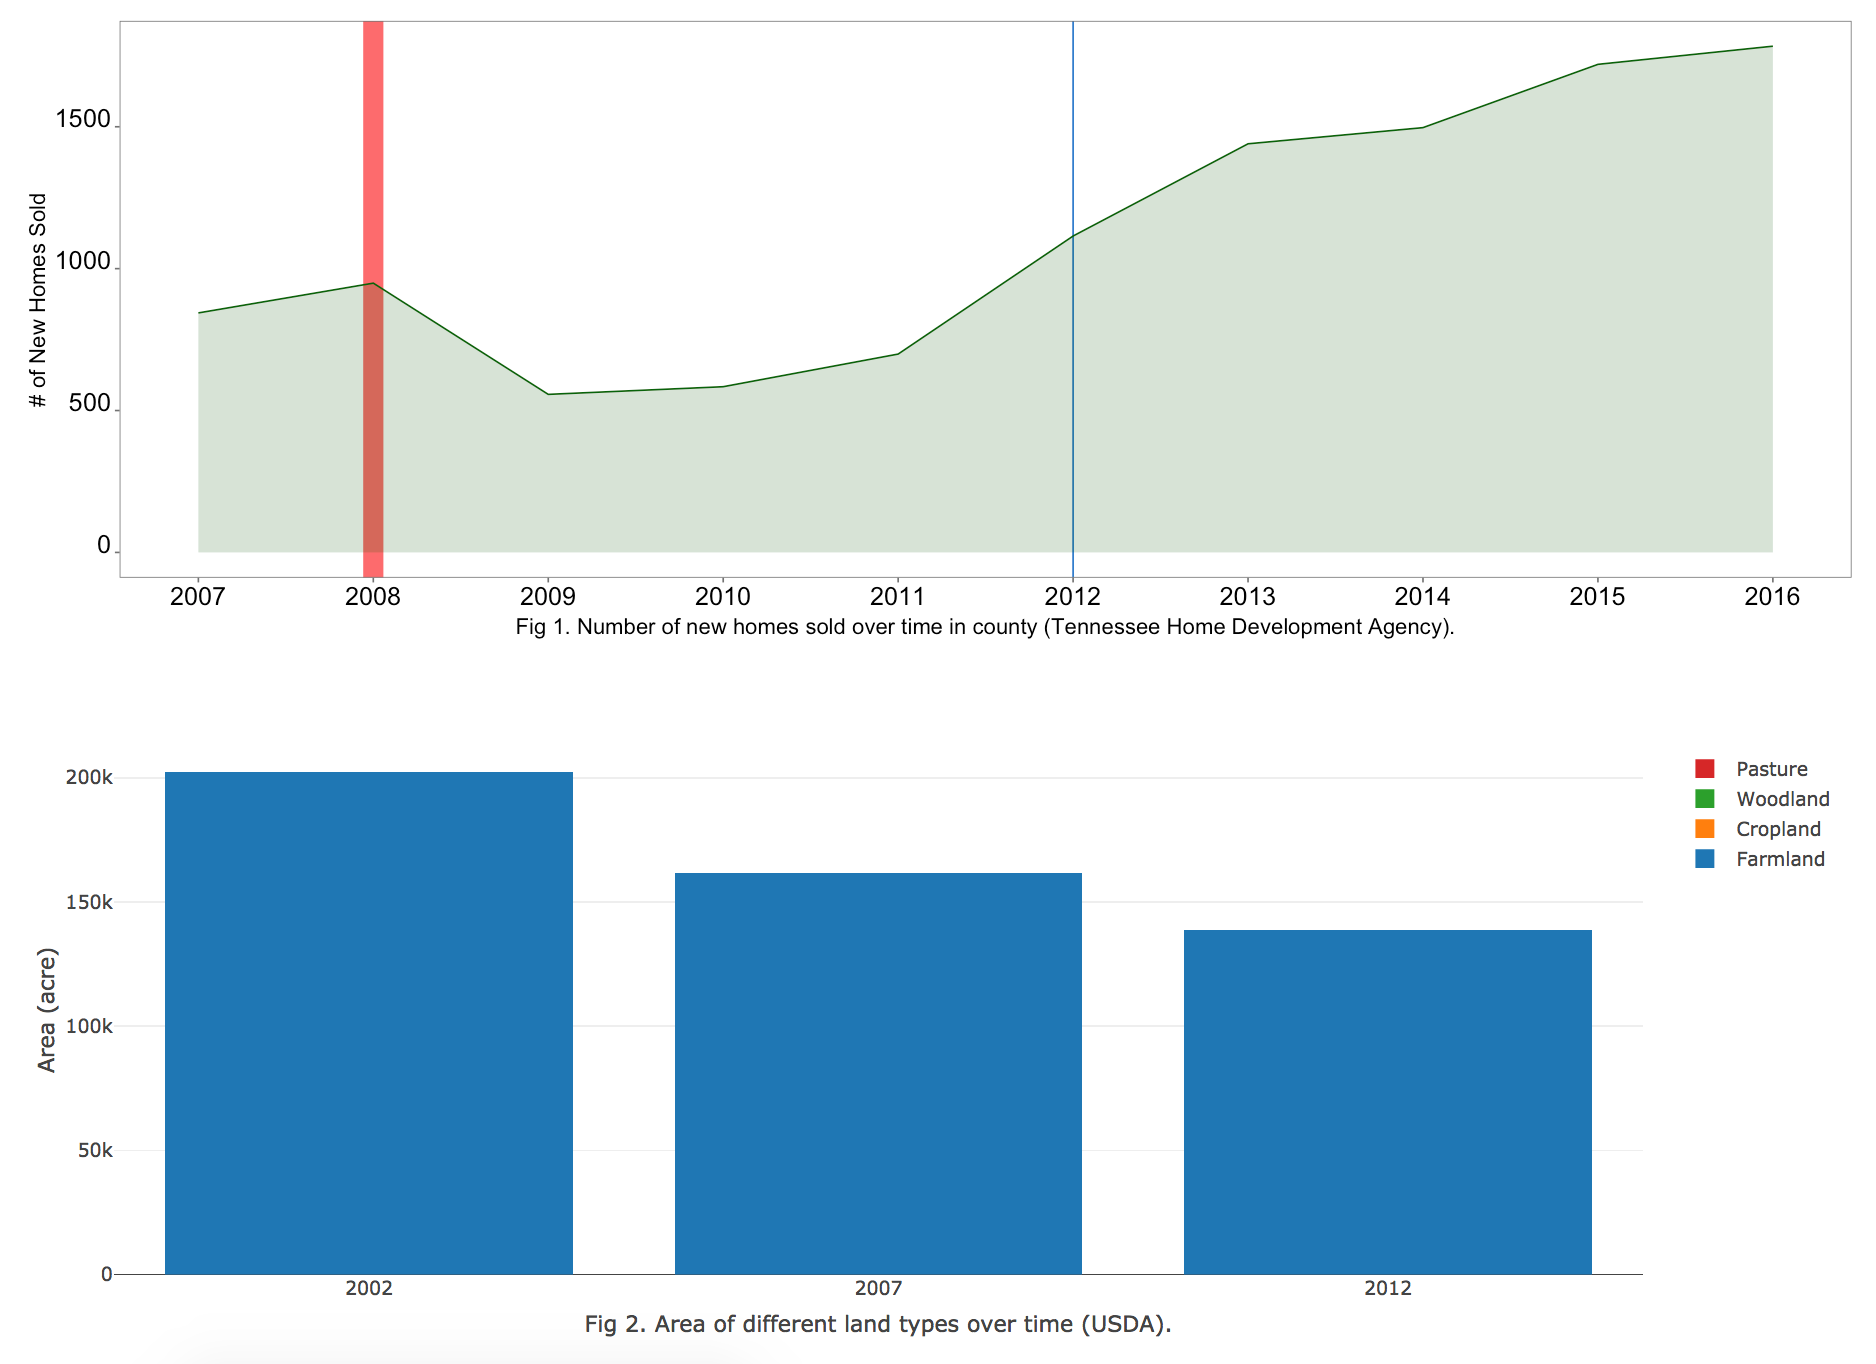 # of New Homes Sold
1500
1000
500
0
2007 2008 2009 2010 2011 2012 2013 2014 2015 2016
Fig 1. Number of new homes sold over time in county (Tennessee Home Development Agency).
Area (acre)
200k
150k
100k
50k
0
2002 2007 2012
Fig 2. Area of different land types over time (USDA).
Pasture
Woodland
Cropland
Farmland